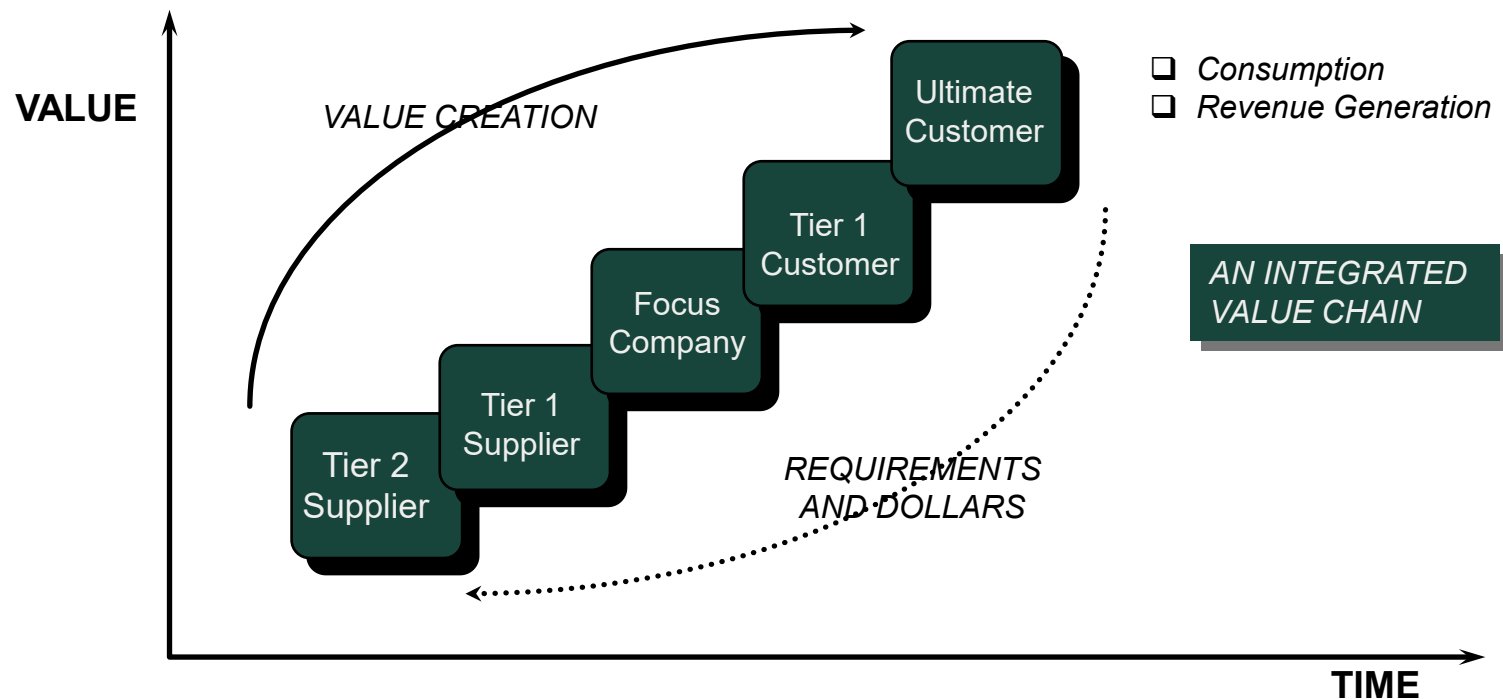 VALUE
VALUE CREATION
Ultimate
Customer
❑ Consumption
❑ Revenue Generation
Tier 1
Customer
AN INTEGRATED
VALUE CHAIN
Focus
Company
Tier 1
Supplier
Tier 2
Supplier
REQUIREMENTS
AND DOLLARS
TIME